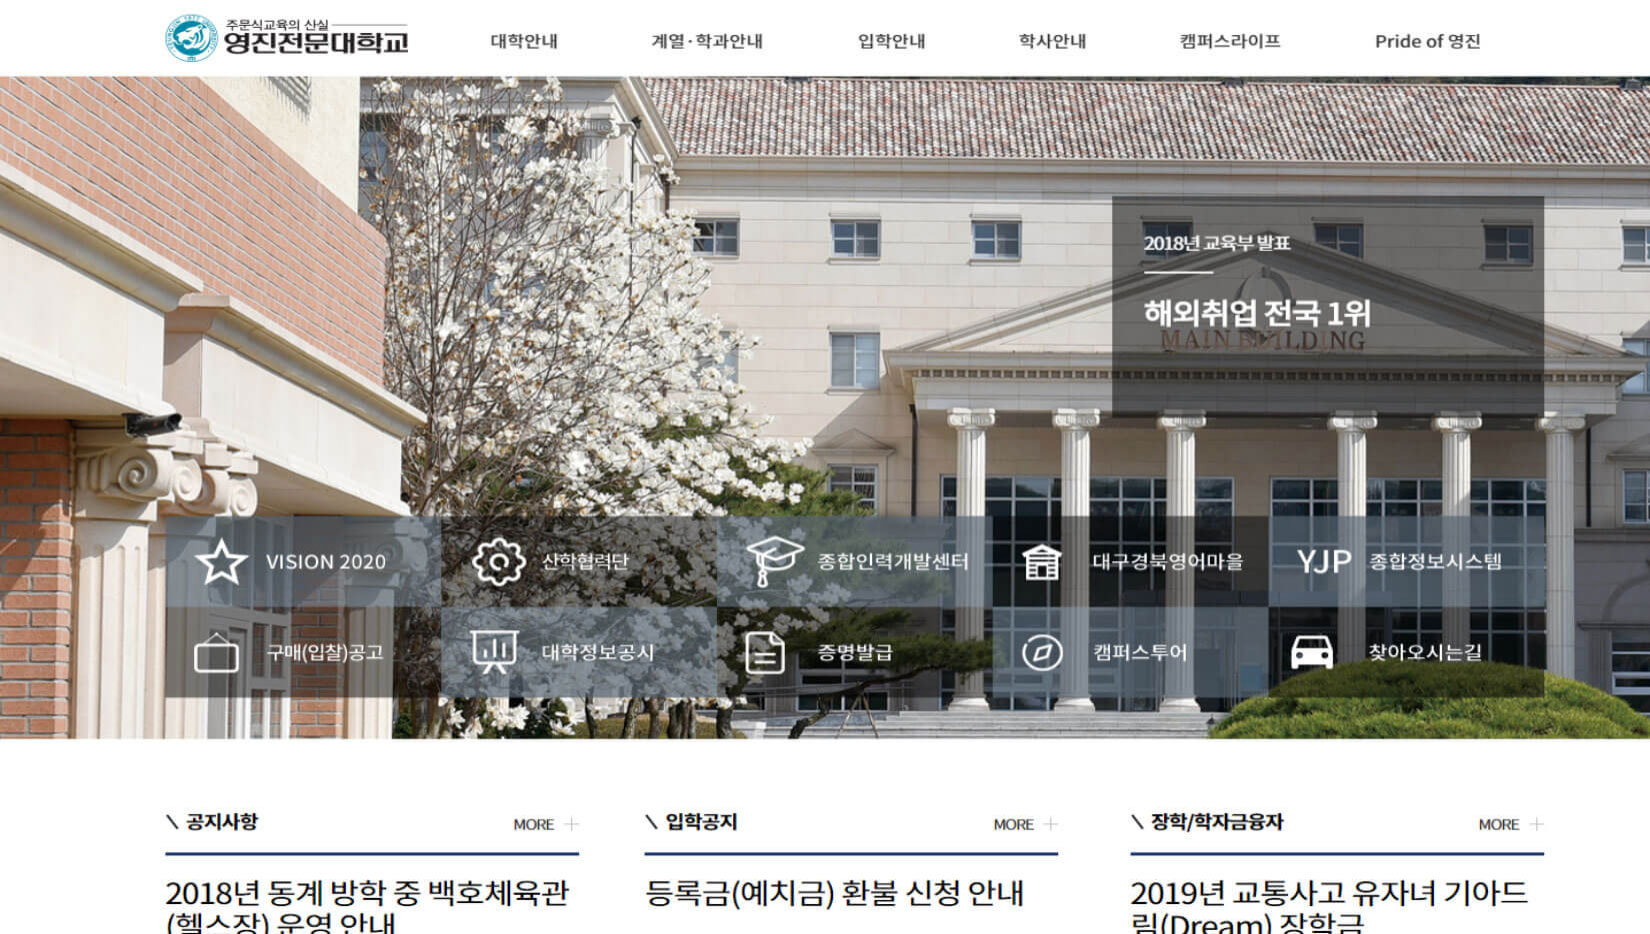 주문식교육의 산실
영진전문대학교
대학안내
계열·학과안내
입학안내
학사안내
캠퍼스라이프
Pride of 영진
2018년 교육부 발표
해외취업 전국 1위
MAIN BUILDING
VISION 2020
산학협력단
종합인력개발센터
대구경북영어마을
YJP 종합정보시스템
구매(입찰)공고
대학정보공시
증명발급
캠퍼스투어
찾아오시는길
\ 공지사항
MORE +
2018년 동계 방학 중 백호체육관
(헬스장) 운영 안내
\ 입학공지
MORE +
등록금(예치금) 환불 신청 안내
\ 장학/학자금융자
MORE +
2019년 교통사고 유자녀 기아드
림(Dream) 장학금